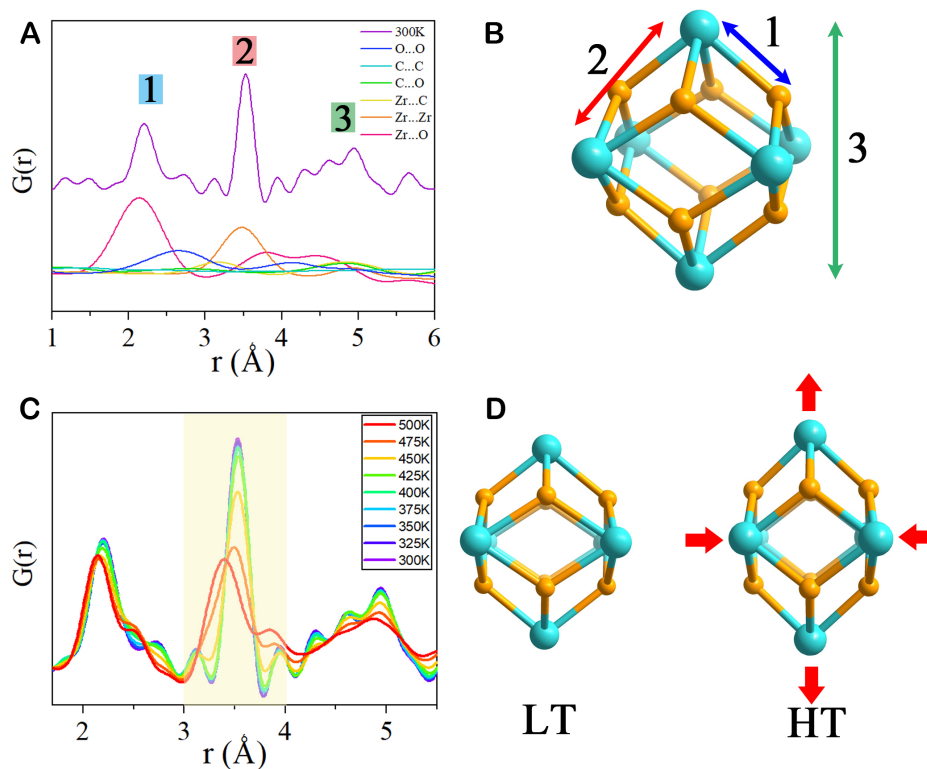 A
1
2
3
300K
O...O
C...C
C...O
Zr...C
Zr...Zr
Zr...O
G(r)
1 2 3 4 5 6
r (Å)
B
1
2
3
C
500K
475K
450K
425K
400K
375K
350K
325K
300K
G(r)
2 3 4 5
r (Å)
D
LT
HT